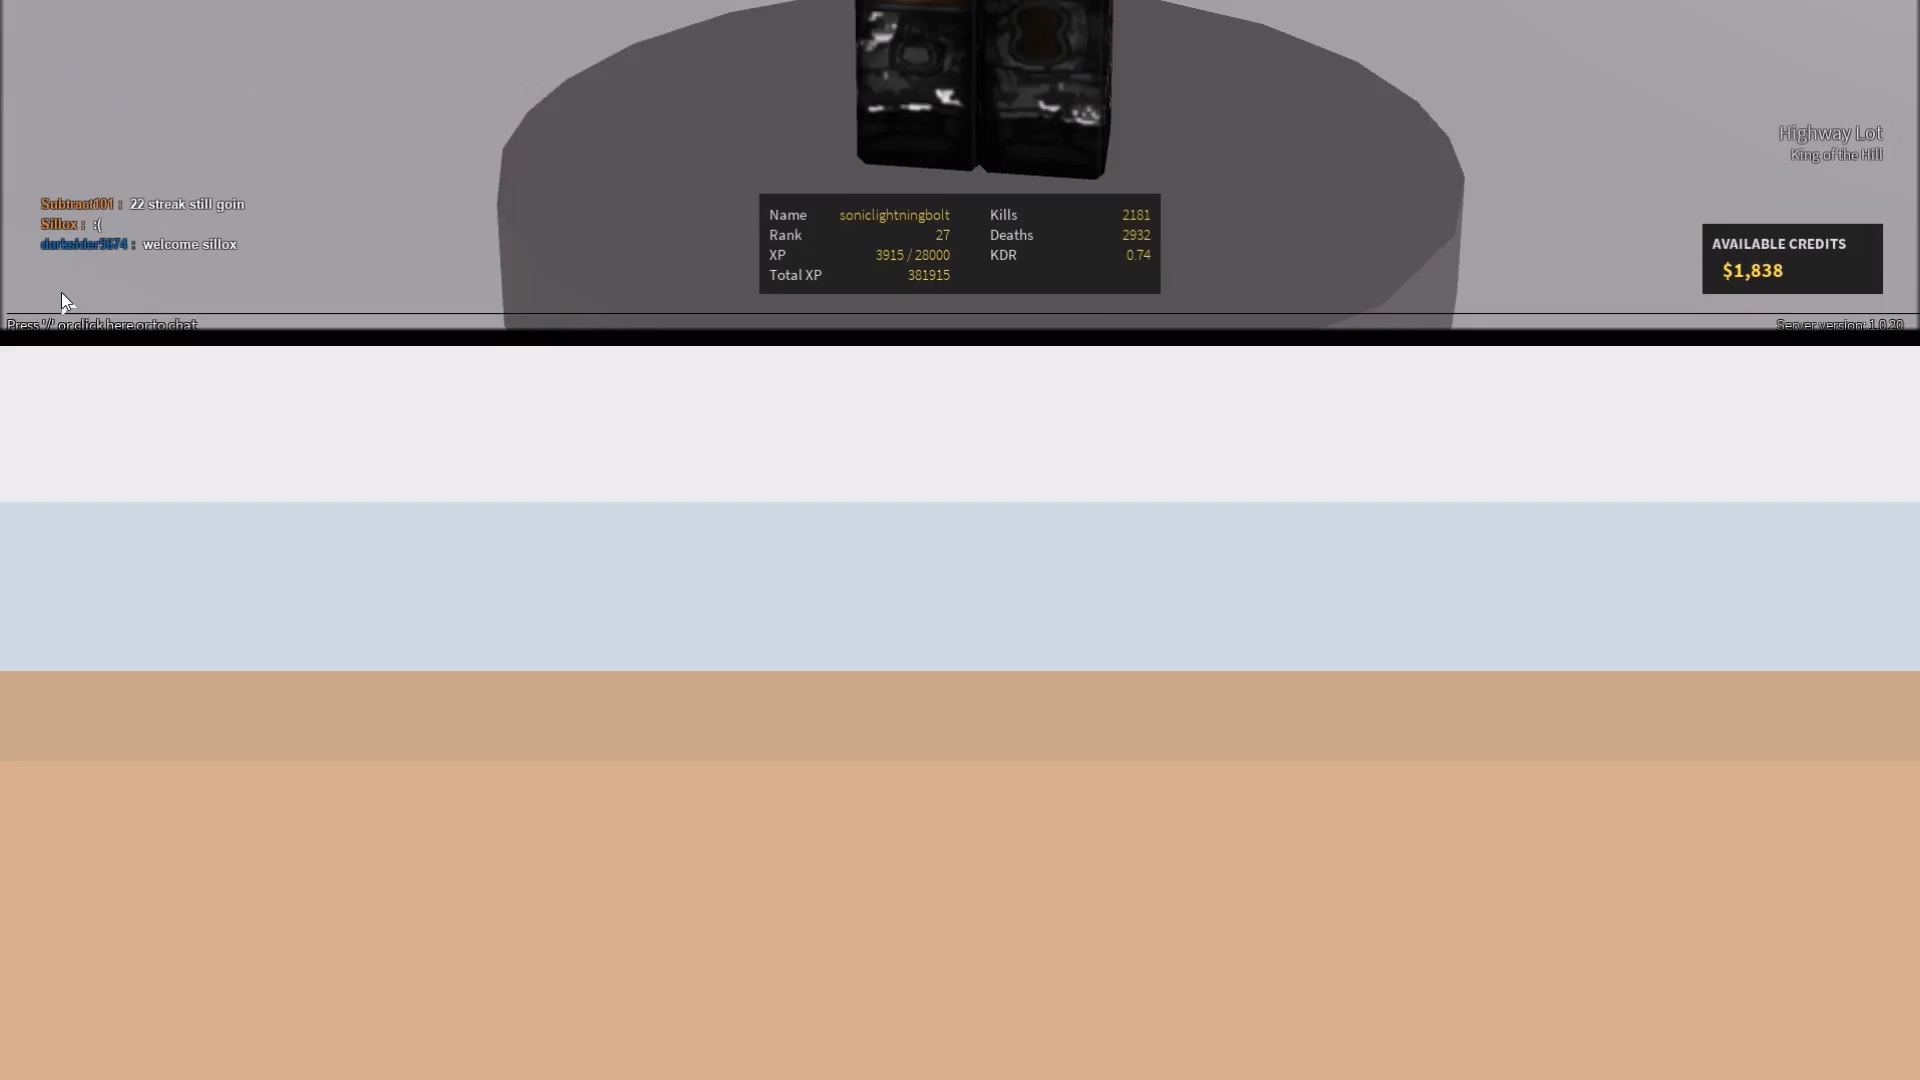 Highway Lot
King of the Hill
Subtract101 : 22 streak still goin
Sillox : :(
darksider5674 : welcome sillox
Name soniclightningbolt Kills 2181
Rank 27 Deaths 2932
XP 3915 / 28000 KDR 0.74
Total XP 381915
AVAILABLE CREDITS
$1,838
Press '/' or click here or to chat
Server version: 1.0.20